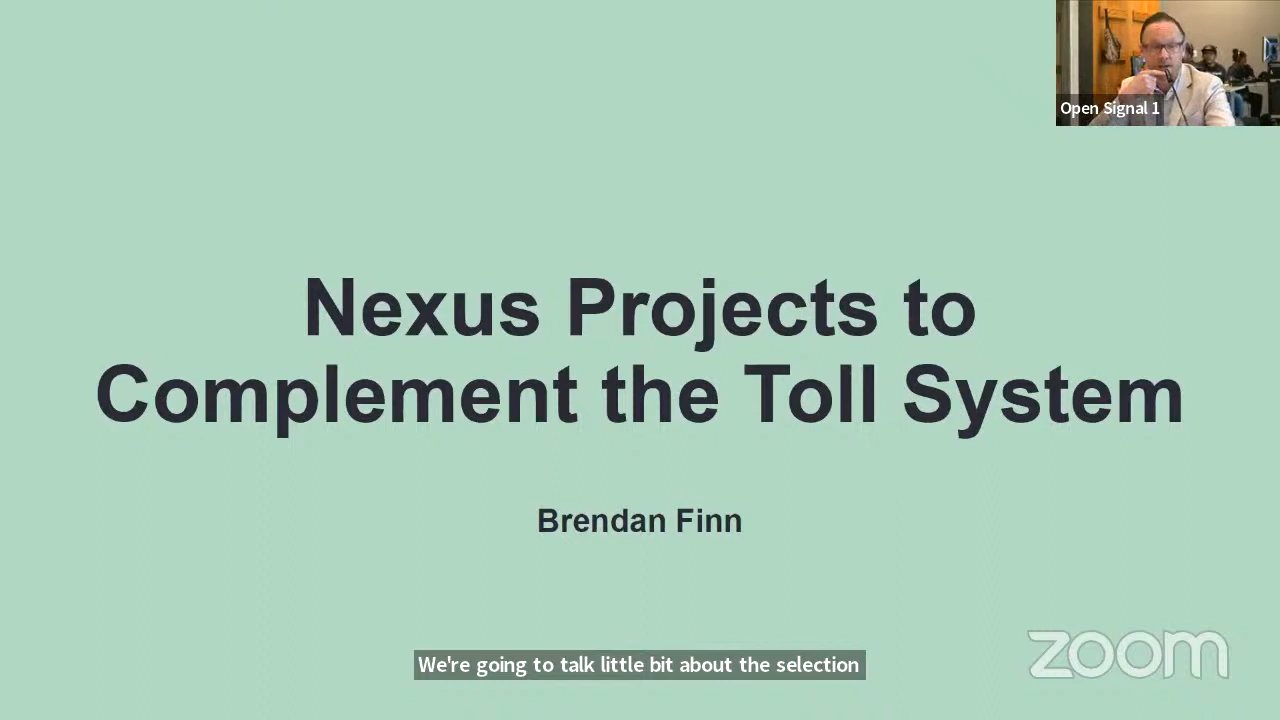 Open Signal 1
Nexus Projects to
Complement the Toll System
Brendan Finn
We're going to talk little bit about the selection
zoom